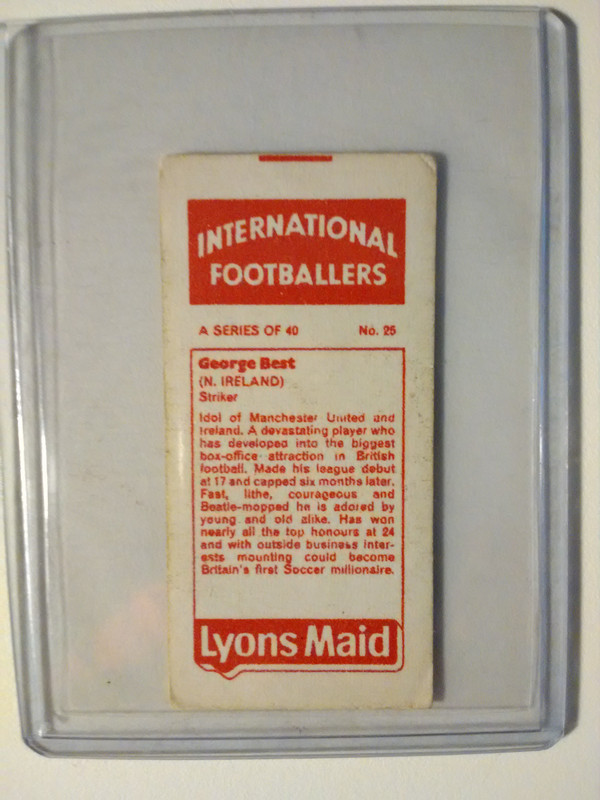 INTERNATIONAL
FOOTBALLERS
A SERIES OF 40 No. 25
George Best
(N. IRELAND)
Striker
Idol of Manchester United and
Ireland. A devastating player who
has developed into the biggest
box-office attraction in British
football. Made his league debut
at 17 and capped six months later.
Fast, lithe, courageous and
Beatle-mopped he is adored by
young and old alike. Has won
nearly all the top honours at 24
and with outside business inter-
ests mounting could become
Britain's first Soccer millionaire.
Lyons Maid